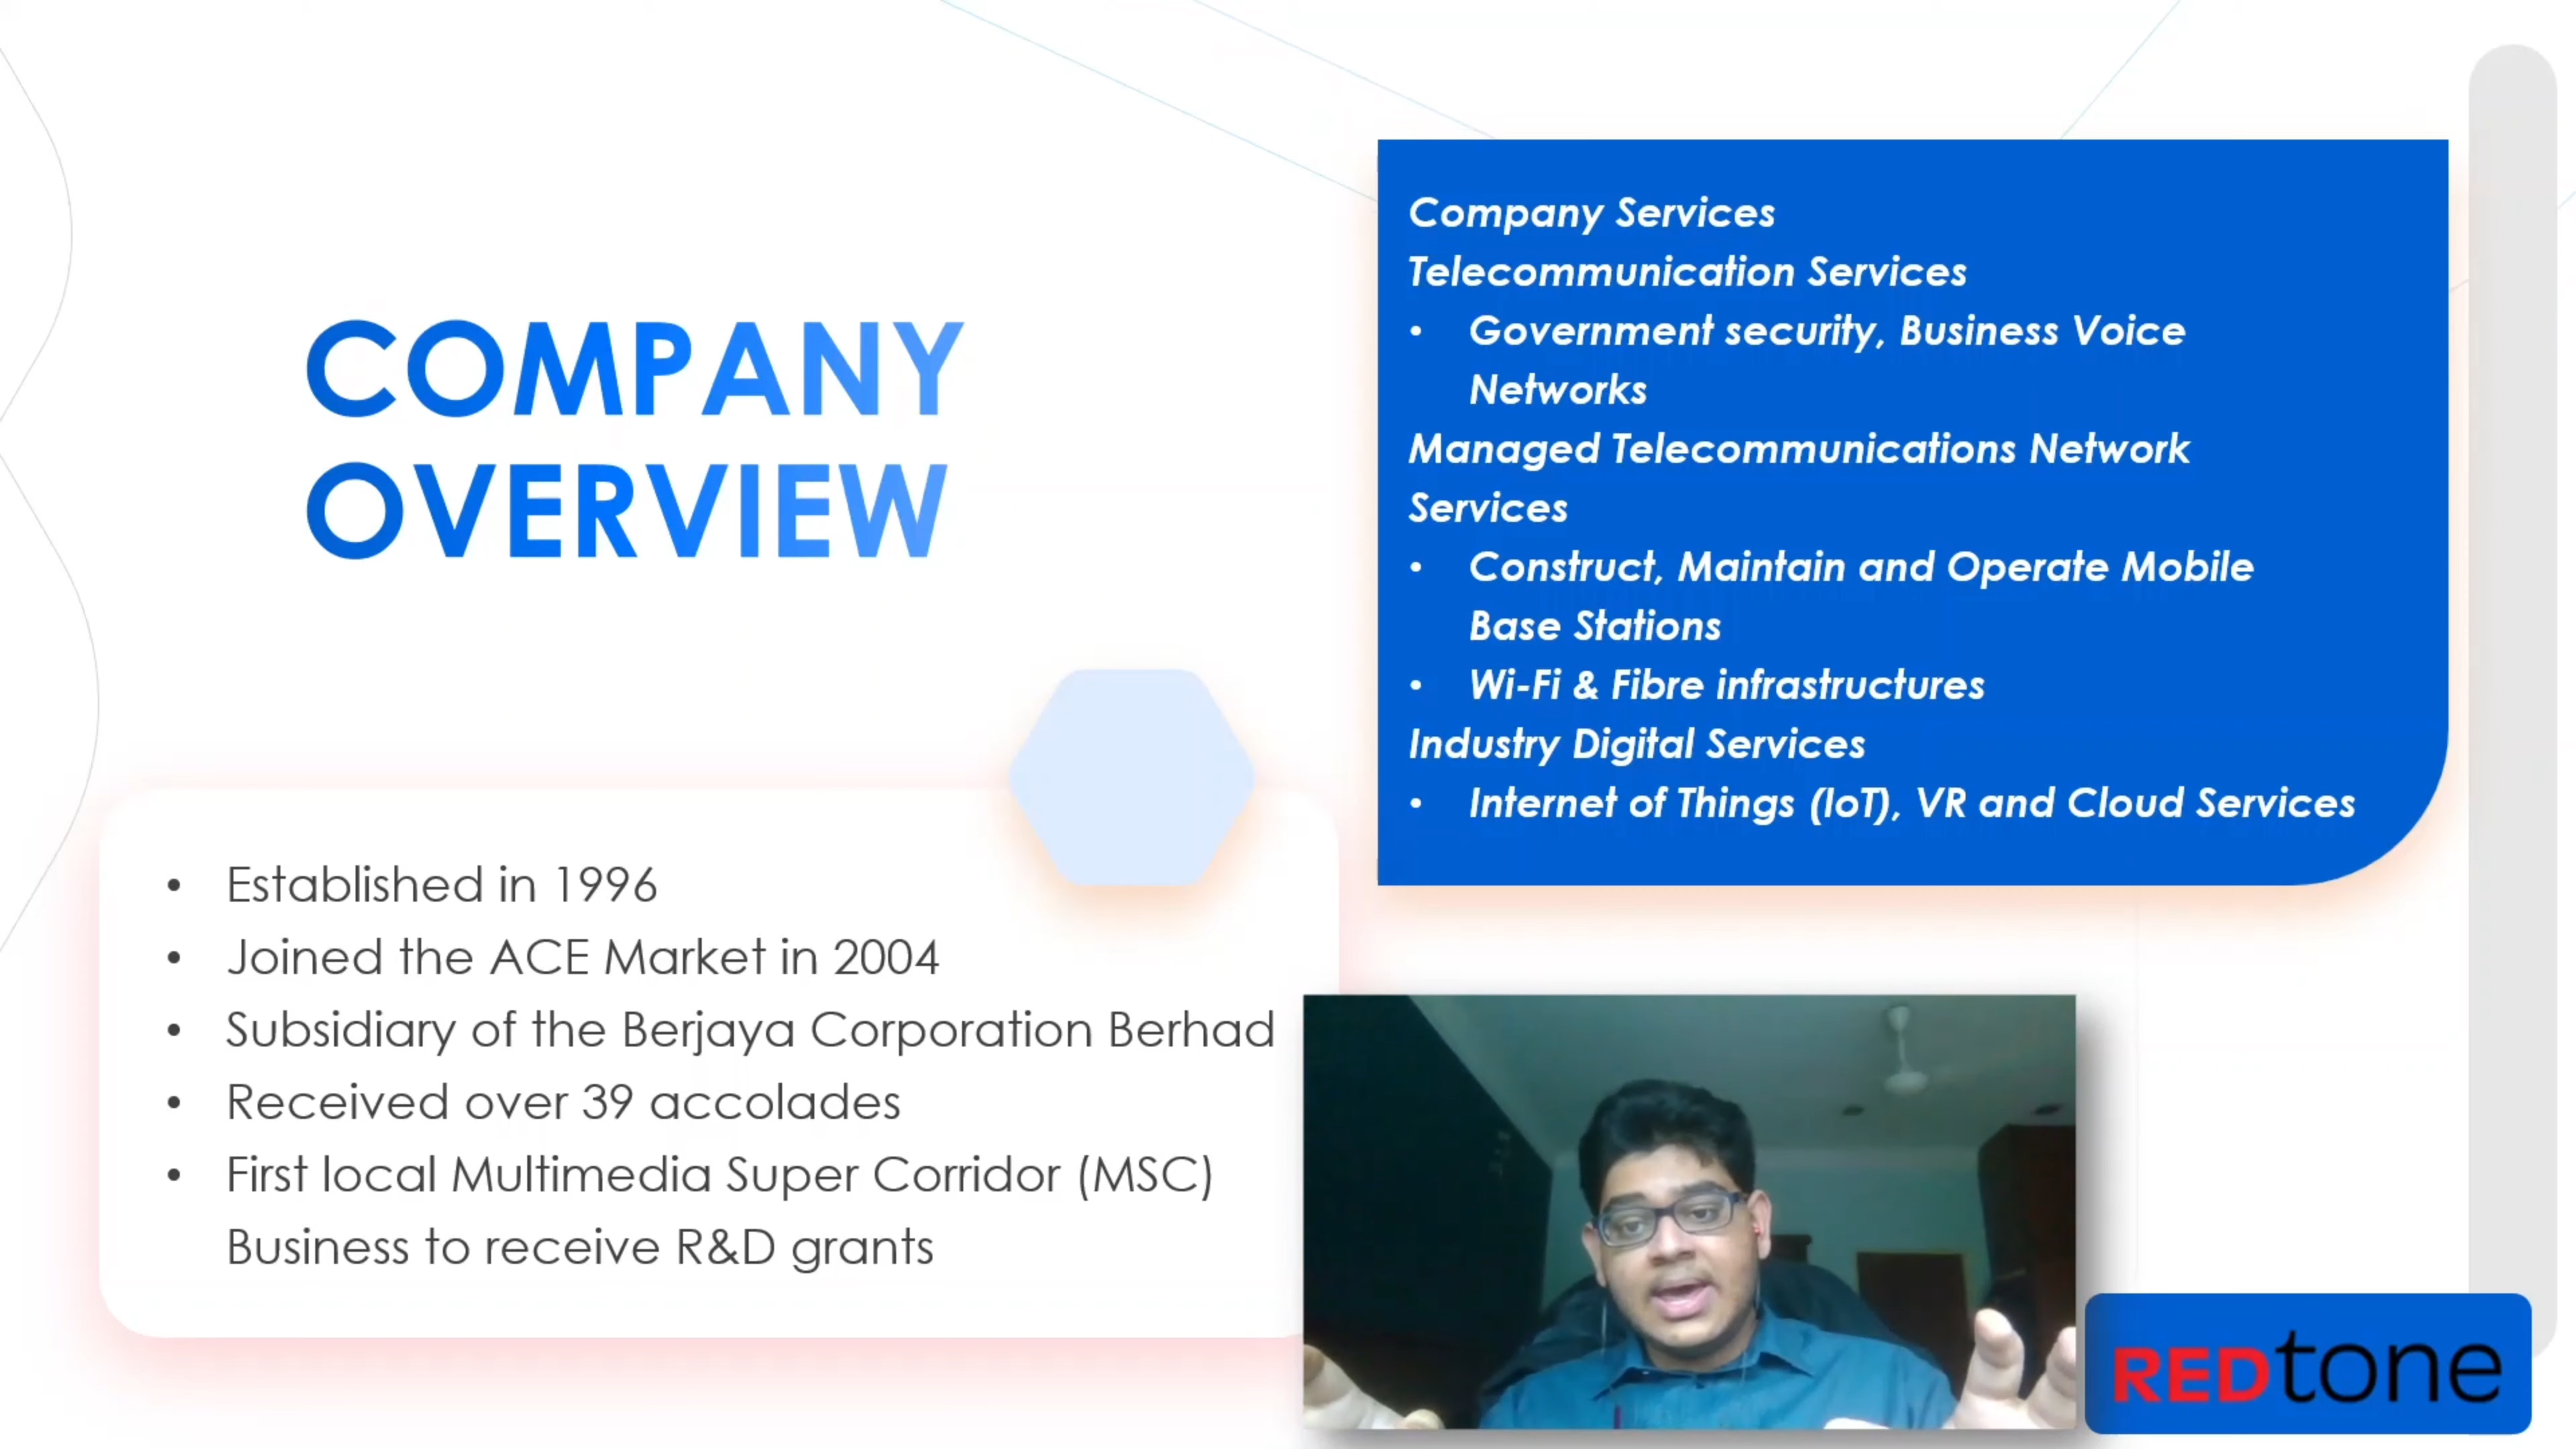 COMPANY
OVERVIEW
Company Services
Telecommunication Services
• Government security, Business Voice
Networks
Managed Telecommunications Network
Services
• Construct, Maintain and Operate Mobile
Base Stations
• Wi-Fi & Fibre infrastructures
Industry Digital Services
• Internet of Things (IoT), VR and Cloud Services
• Established in 1996
• Joined the ACE Market in 2004
• Subsidiary of the Berjaya Corporation Berhad
• Received over 39 accolades
• First local Multimedia Super Corridor (MSC)
Business to receive R&D grants
REDtone